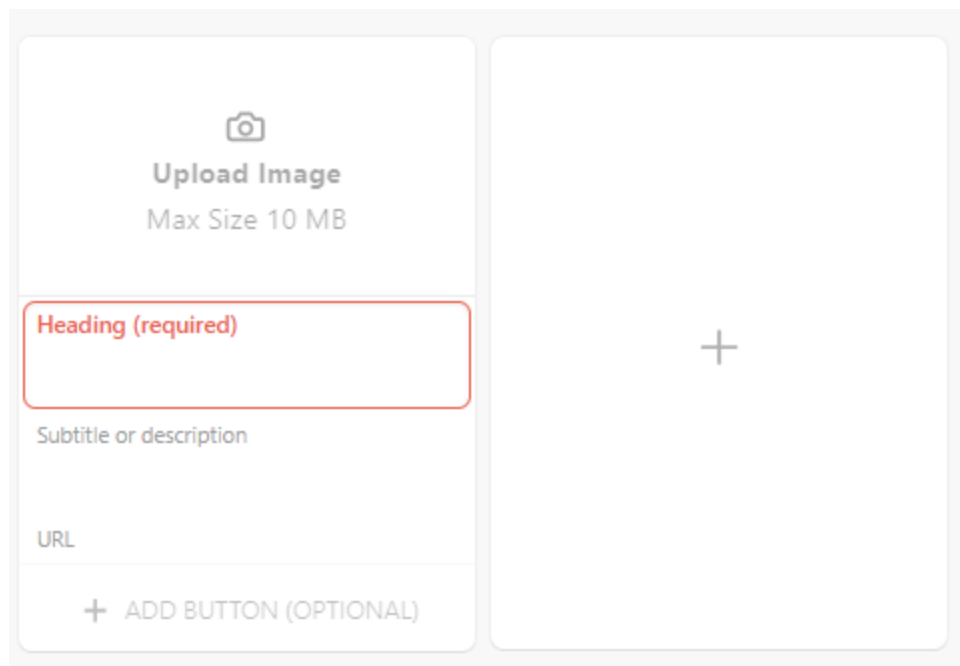 Upload Image
Max Size 10 MB
Heading (required)
Subtitle or description
URL
ADD BUTTON (OPTIONAL)